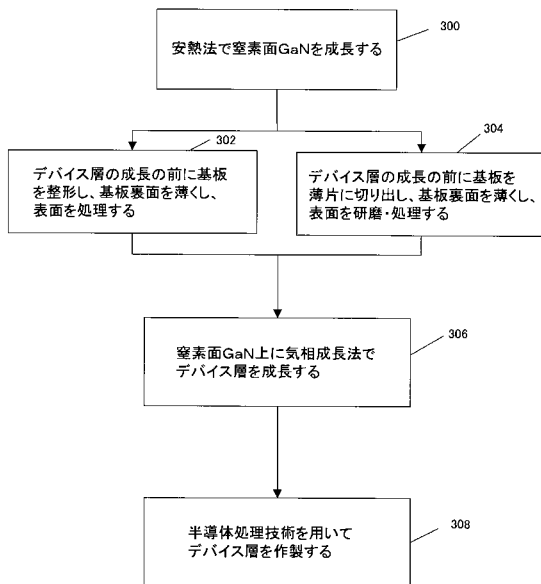 300
安熱法で窒素面GaNを成長する
302
デバイス層の成長の前に基板
を整形し、基板裏面を薄くし、
表面を処理する
304
デバイス層の成長の前に基板を
薄片に切り出し、基板裏面を薄くし、
表面を研磨・処理する
306
窒素面GaN上に気相成長法で
デバイス層を成長する
308
半導体処理技術を用いて
デバイス層を作製する